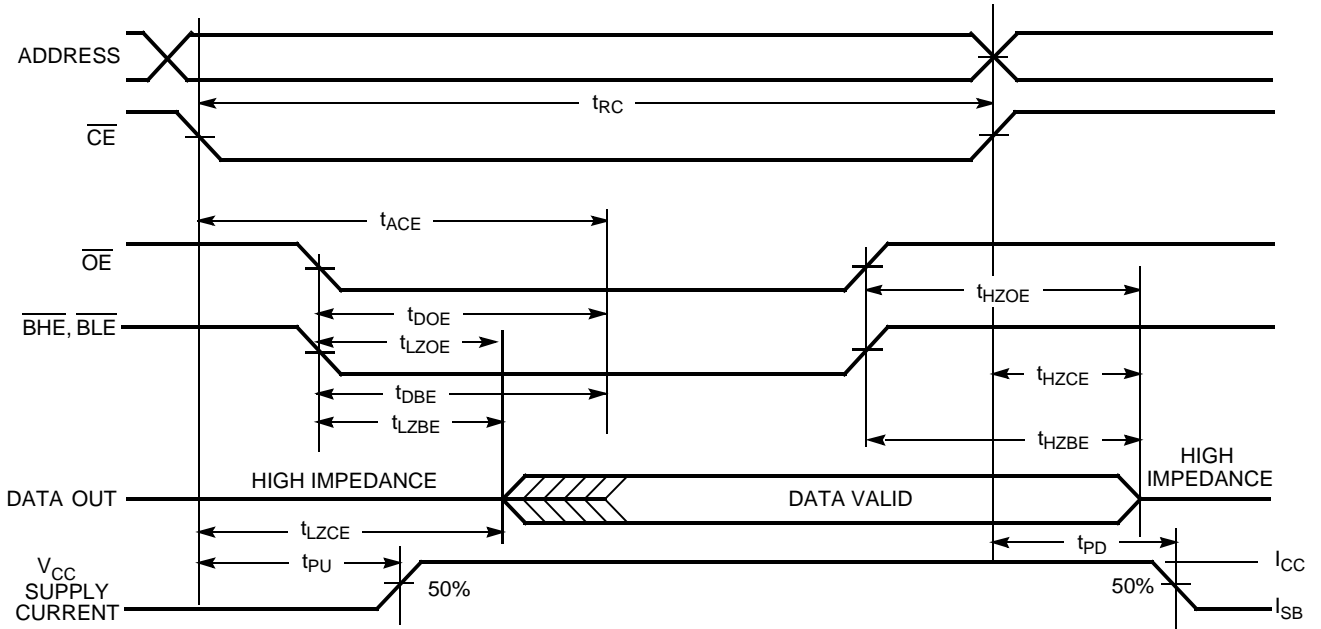 ADDRESS
tRC
CE
tACE
OE
tHZOE
tDOE
BHE, BLE
tLZOE
tHZCE
tDBE
tLZBE
tHZBE
HIGH IMPEDANCE
HIGH
IMPEDANCE
DATA OUT
DATA VALID
tLZCE
tPU
tPD
VCC
SUPPLY
CURRENT
50%
50%
ICC
ISB